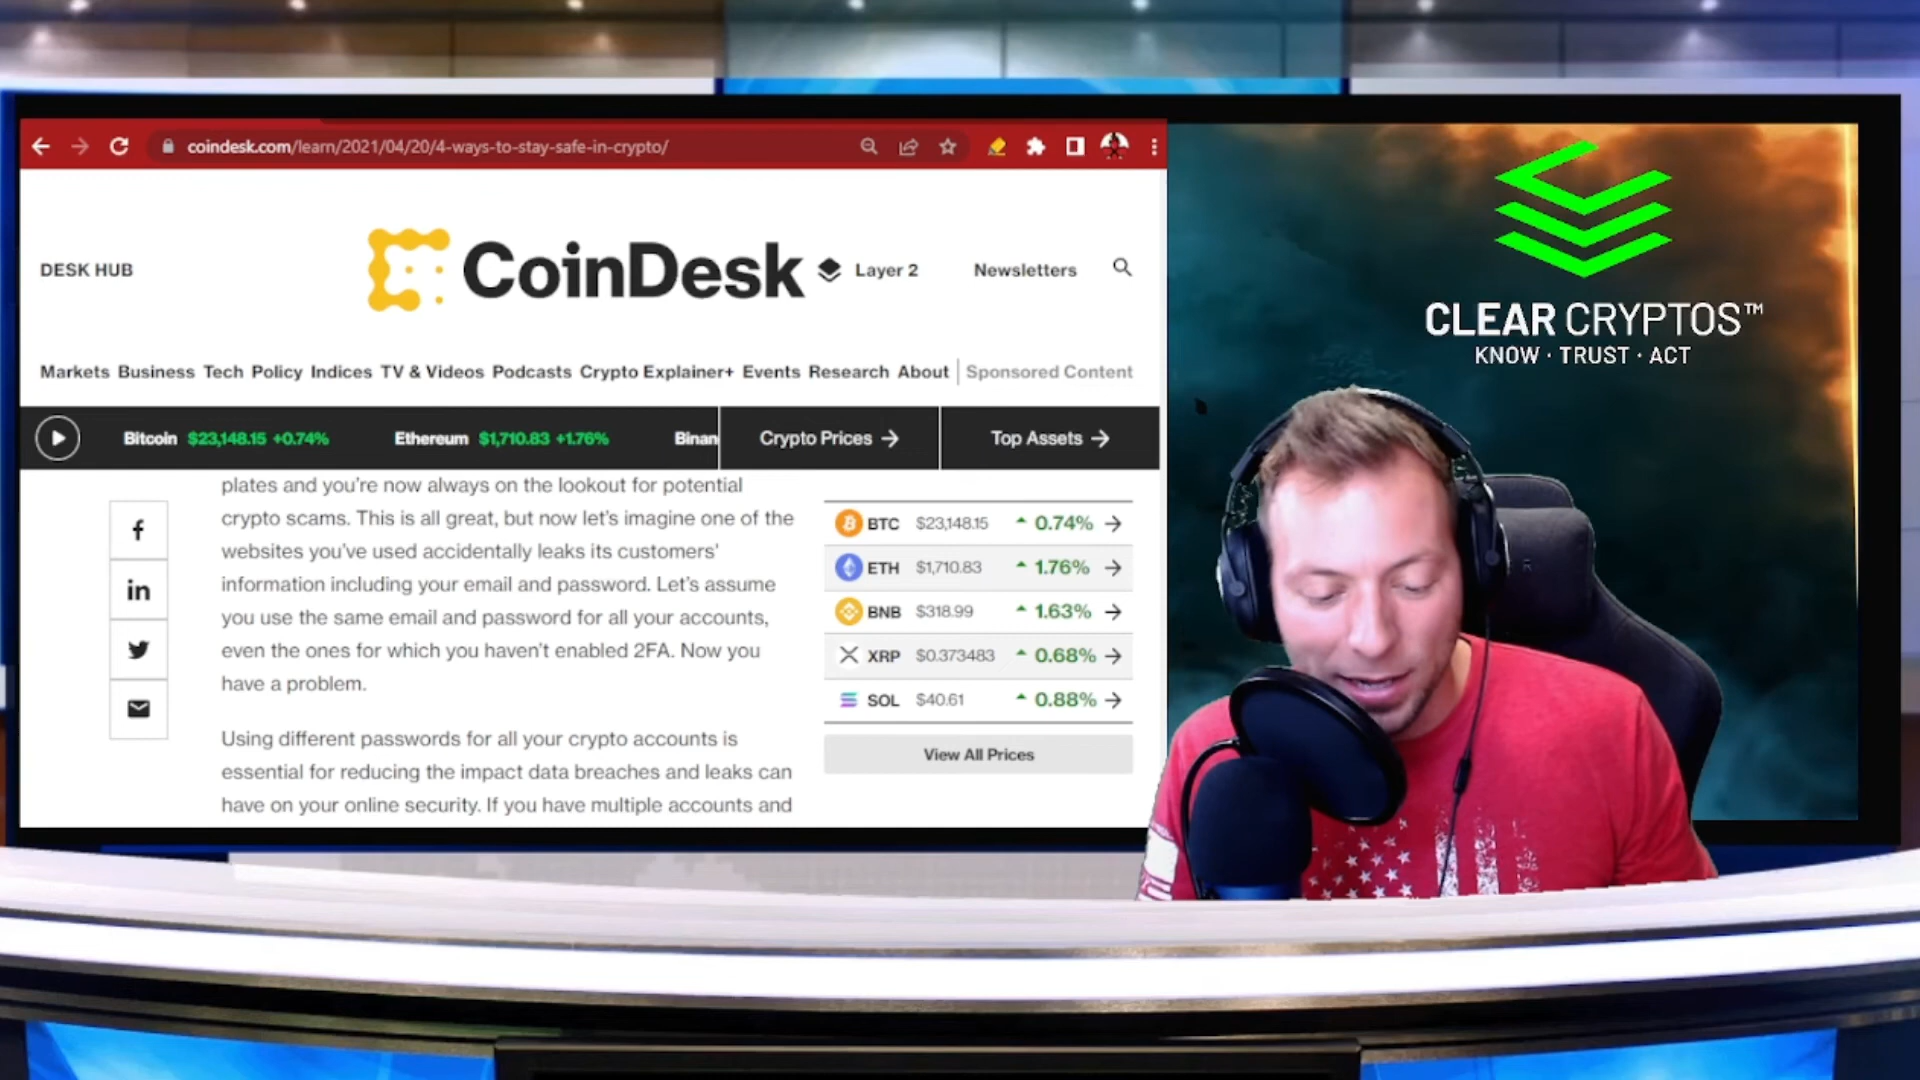 coindesk.com/learn/2021/04/20/4-ways-to-stay-safe-in-crypto/
DESK HUB
CoinDesk
Layer 2
Newsletters
Markets Business Tech Policy Indices TV & Videos Podcasts Crypto Explainer+ Events Research About Sponsored Content
Bitcoin $23,148.15 +0.74% Ethereum $1,710.83 +1.76% Binan Crypto Prices → Top Assets →
plates and you're now always on the lookout for potential
crypto scams. This is all great, but now let's imagine one of the
websites you've used accidentally leaks its customers'
information including your email and password. Let's assume
you use the same email and password for all your accounts,
even the ones for which you haven't enabled 2FA. Now you
have a problem.
Using different passwords for all your crypto accounts is
essential for reducing the impact data breaches and leaks can
have on your online security. If you have multiple accounts and
BTC $23,148.15 0.74% →
ETH $1,710.83 1.76% →
BNB $318.99 1.63% →
XRP $0.373483 0.68% →
SOL $40.61 0.88% →
View All Prices
CLEAR CRYPTOS™
KNOW · TRUST · ACT